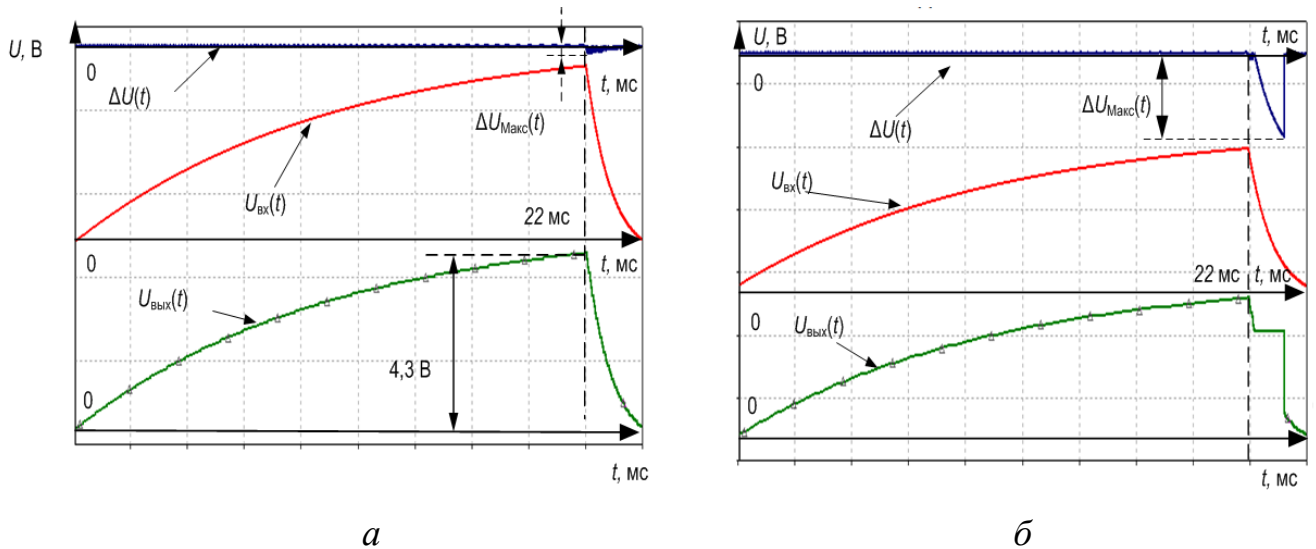 U, В
0
t, мс
ΔU(t)
ΔUМакс(t)
Uвх(t)
22 мс
0
t, мс
Uвых(t)
4,3 В
0
t, мс
а
U, В
t, мс
0
ΔUМакс(t)
ΔU(t)
Uвх(t)
22 мс
t, мс
0
Uвых(t)
0
t, мс
б